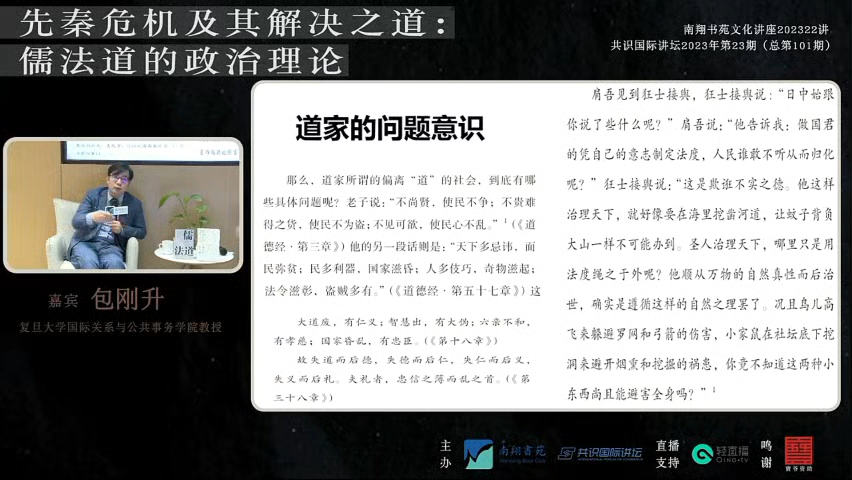 先秦危机及其解决之道：
儒法道的政治理论
南翔书苑文化讲座202322讲
共识国际讲坛2023年第23期（总第101期）
儒
法道
嘉宾 包刚升
复旦大学国际关系与公共事务学院教授
道家的问题意识
那么，道家所谓的偏离“道”的社会，到底有哪
些具体问题呢？老子说：“不尚贤，使民不争；不贵难
得之货，使民不为盗；不见可欲，使民心不乱。”1（《道
德经·第三章》）他的另一段话则是：“天下多忌讳，而
民弥贫；民多利器，国家滋昏；人多伎巧，奇物滋起；
法令滋彰，盗贼多有。”（《道德经·第五十七章》）这
大道废，有仁义；智慧出，有大伪；六亲不和，
有孝慈；国家昏乱，有忠臣。（《第十八章》）
故失道而后德，失德而后仁，失仁而后义，
失义而后礼。夫礼者，忠信之薄而乱之首。（《第
三十八章》）
肩吾见到狂士接舆，狂士接舆说：“日中始跟
你说了些什么呢？” 肩吾说：“他告诉我：做国君
的凭自己的意志制定法度，人民谁敢不听从而归化
呢？” 狂士接舆说：“这是欺诳不实之德。他这样
治理天下，就好像要在海里挖凿河道，让蚊子背负
大山一样不可能办到。圣人治理天下，哪里只是用
法度绳之于外呢？他顺从万物的自然真性而后治
世，确实是遵循这样的自然之理罢了。况且鸟儿高
飞来躲避罗网和弓箭的伤害，小家鼠在社坛底下挖
洞来避开烟熏和挖掘的祸患，你竟不知道这两种小
东西尚且能避害全身吗？”1
主办
南翔書苑
共识国际讲坛
直播支持
轻直播
Qing·tv
鸣谢
寶谷資助